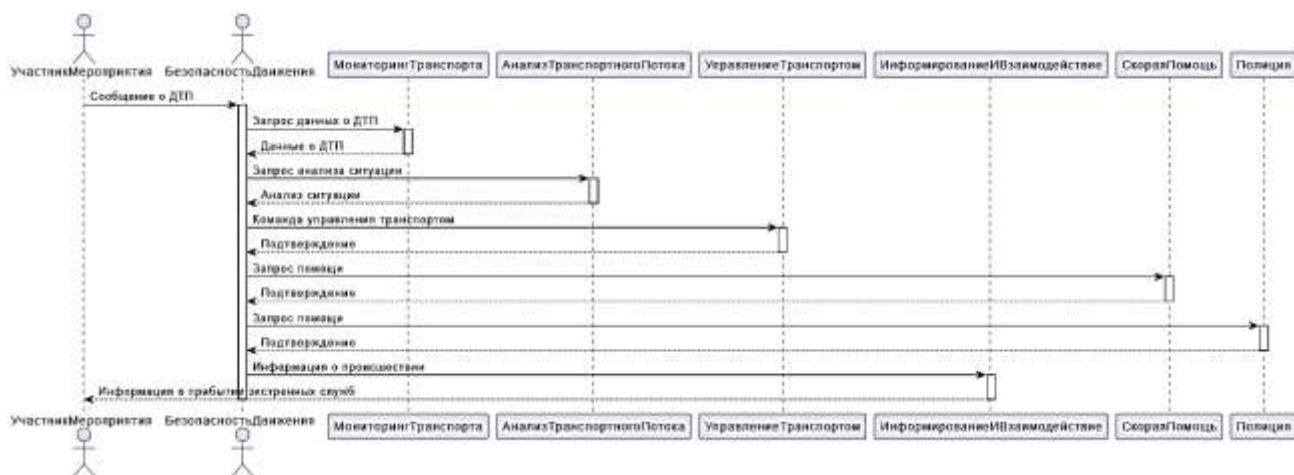 УчастникМероприятия БезопасностьДвижения МониторингТранспорта АнализТранспортногоПотока УправлениеТранспортом ИнформированиеИВзаимодействие СкораяПомощь Полиция
Сообщение о ДТП
Запрос данных о ДТП
Данные о ДТП
Запрос анализа ситуации
Анализ ситуации
Команда управления транспортом
Подтверждение
Запрос помощи
Подтверждение
Запрос помощи
Подтверждение
Информация о происшествии
Информация о прибытии экстренных служб
УчастникМероприятия БезопасностьДвижения МониторингТранспорта АнализТранспортногоПотока УправлениеТранспортом ИнформированиеИВзаимодействие СкораяПомощь Полиция